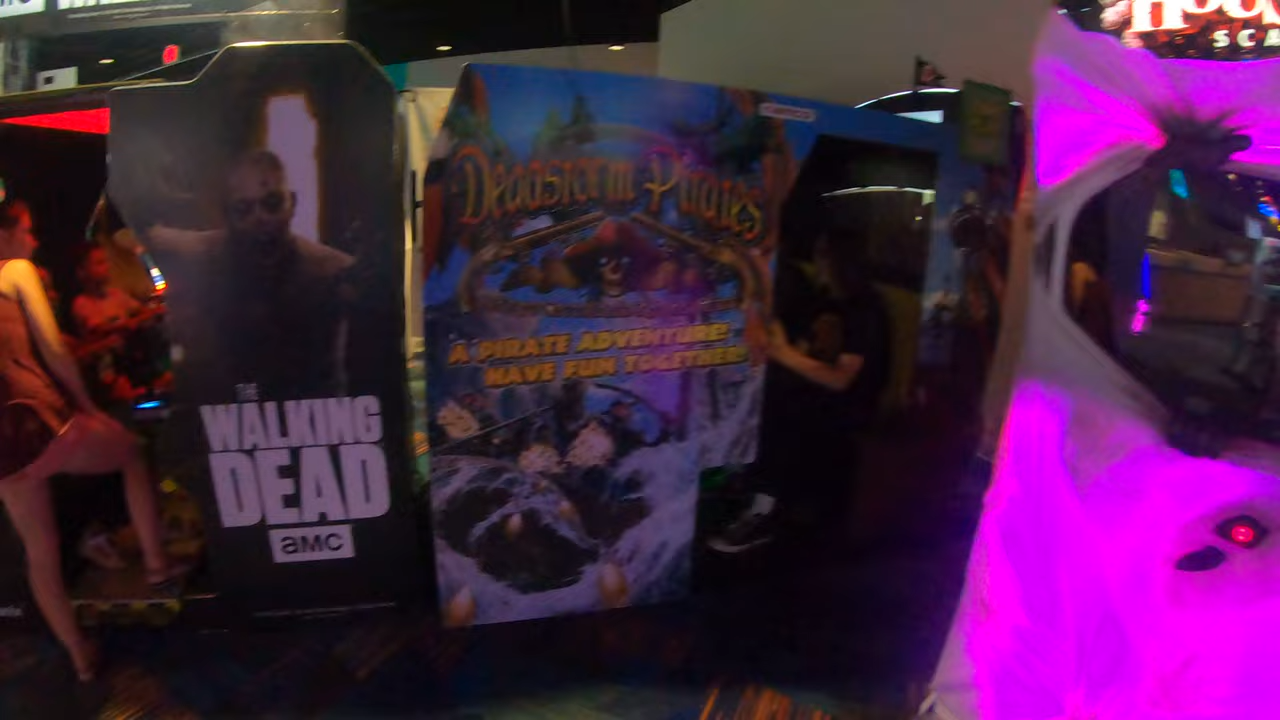 Deadstorm Pirates
A PIRATE ADVENTURE!
HAVE FUN TOGETHER!
THE
WALKING
DEAD
aMC